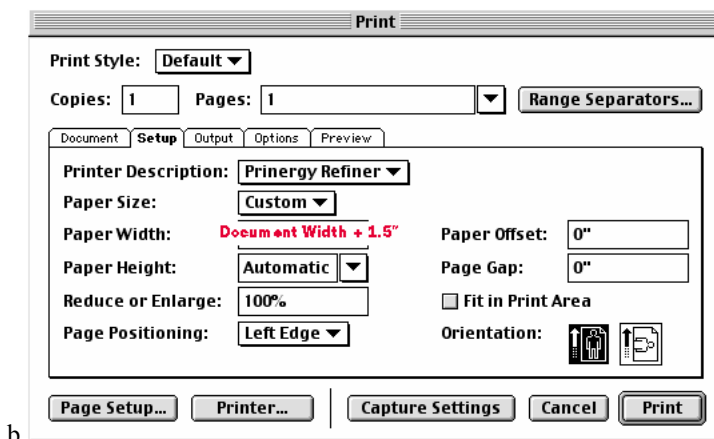 Print
Print Style: Default
Copies: 1 Pages: 1 Range Separators...
Document Setup Output Options Preview
Printer Description: Prinergy Refiner
Paper Size: Custom
Paper Width: Document Width + 1.5" Paper Offset: 0"
Paper Height: Automatic Page Gap: 0"
Reduce or Enlarge: 100% Fit in Print Area
Page Positioning: Left Edge Orientation:
Page Setup... Printer... Capture Settings Cancel Print
b